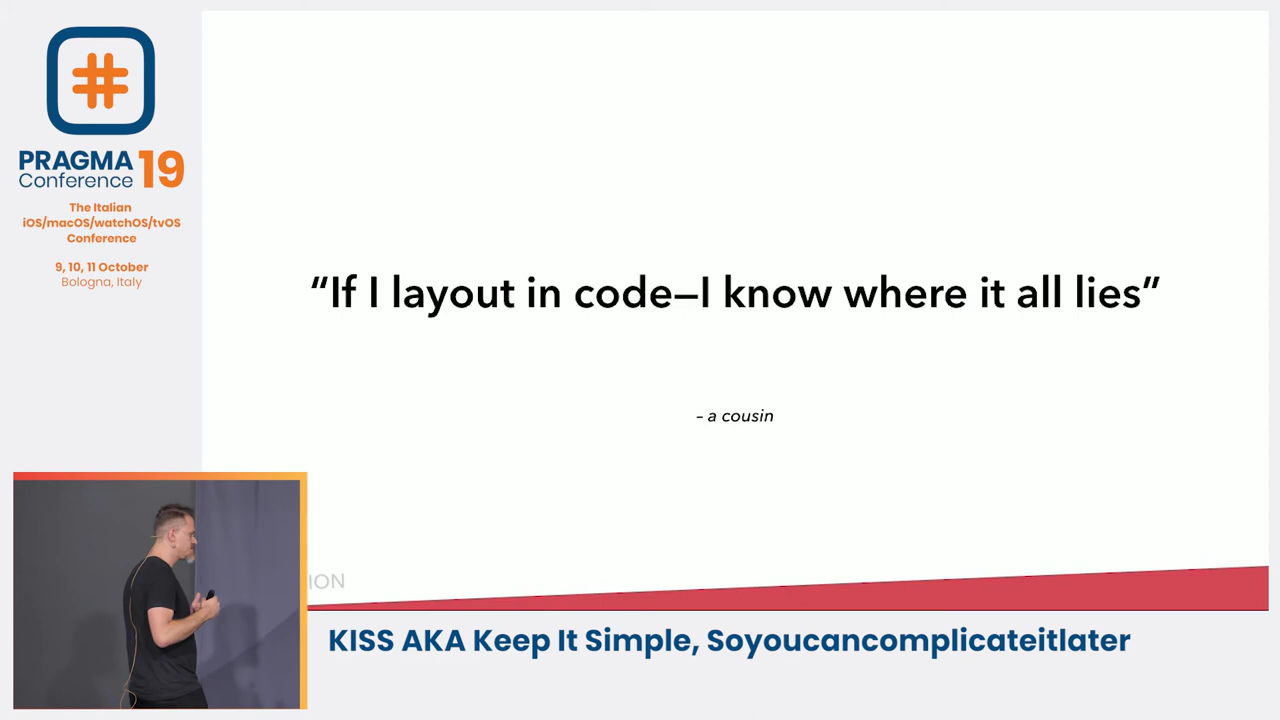 PRAGMA
Conference 19
The Italian
iOS/macOS/watchOS/tvOS
Conference
9, 10, 11 October
Bologna, Italy
“If I layout in code—I know where it all lies”
– a cousin
ION
KISS AKA Keep It Simple, Soyoucancomplicateitlater